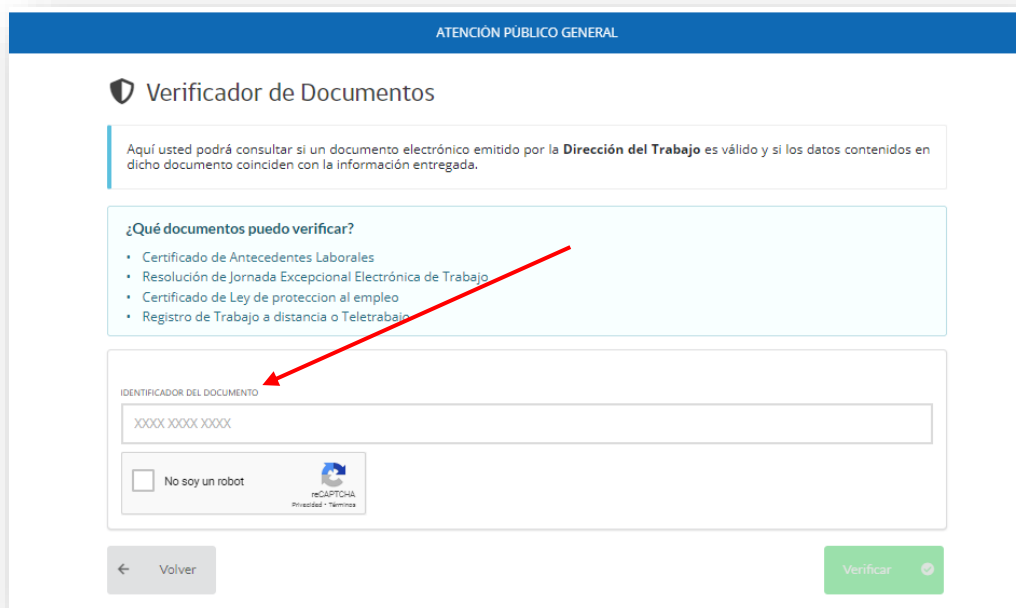 ATENCIÓN PÚBLICO GENERAL
Verificador de Documentos
Aquí usted podrá consultar si un documento electrónico emitido por la Dirección del Trabajo es válido y si los datos contenidos en
dicho documento coinciden con la información entregada.
¿Qué documentos puedo verificar?
• Certificado de Antecedentes Laborales
• Resolución de Jornada Excepcional Electrónica de Trabajo
• Certificado de Ley de proteccion al empleo
• Registro de Trabajo a distancia o Teletrabajo
IDENTIFICADOR DEL DOCUMENTO
XXXX XXXX XXXX
No soy un robot
reCAPTCHA
Privacidad - Términos
Volver
Verificar